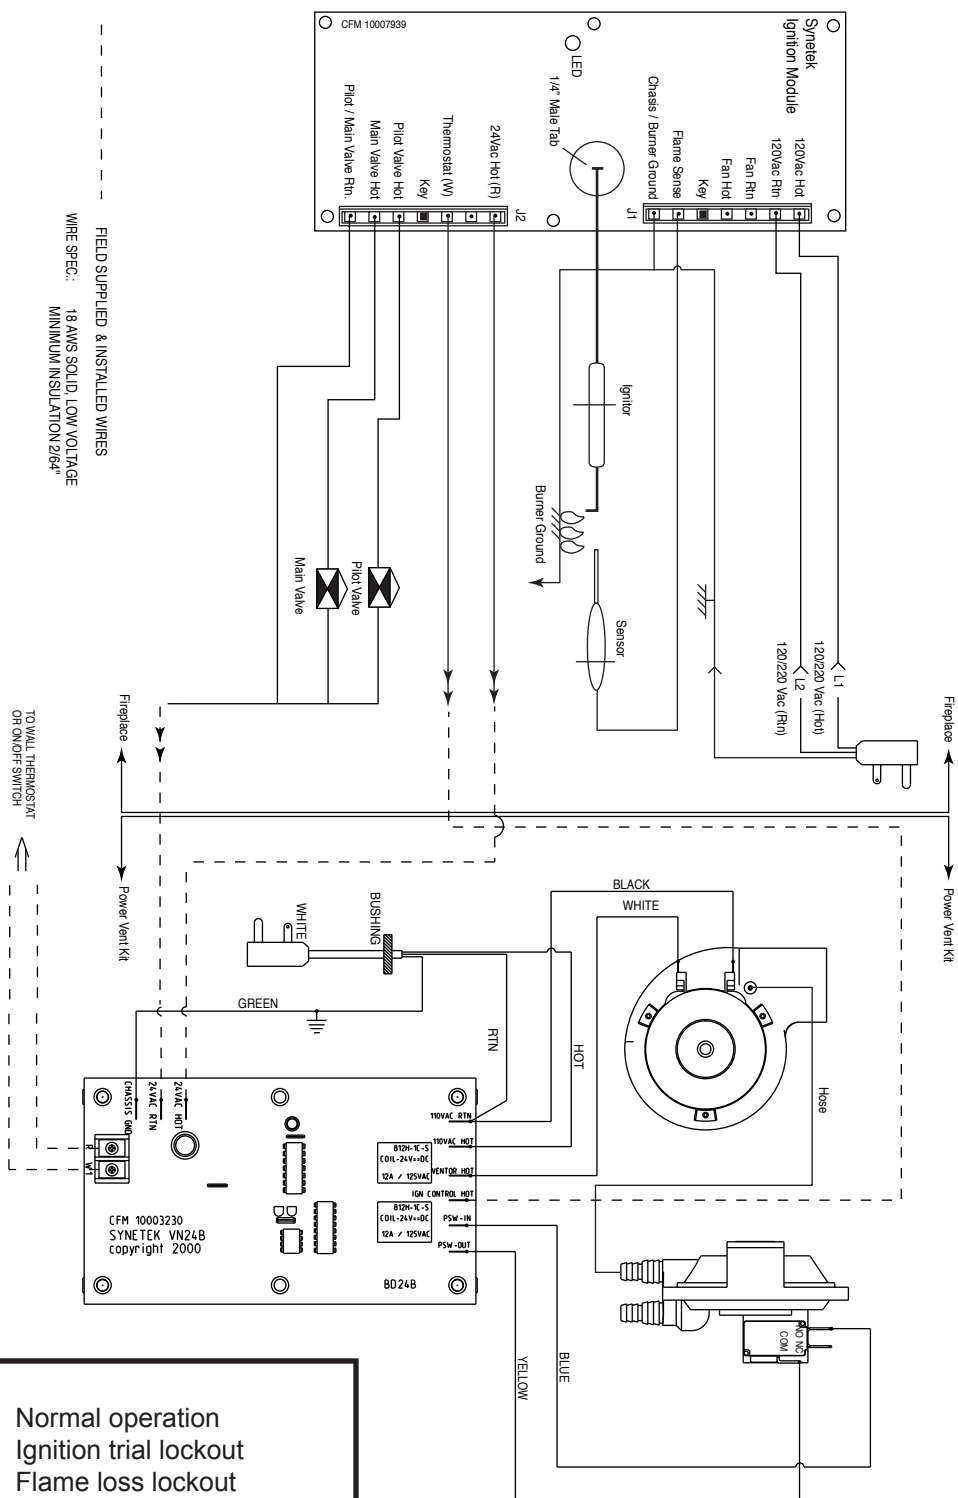 CFM 10007939
LED
Synetek
Ignition Module
1/4" Male Tab
Pilot / Main Valve Rtn.
Main Valve Hot
Pilot Valve Hot
Key
Thermostat (W)
24Vac Hot (R)
J2
Chasis / Burner Ground
Flame Sense
Key
Fan Hot
Fan Rtn
120Vac Rtn
120Vac Hot
J1
FIELD SUPPLIED & INSTALLED WIRES
WIRE SPEC.: 18 AWS SOLID, LOW VOLTAGE
MINIMUM INSULATION 2/64"
Ignitor
Burner Ground
Sensor
Main Valve
Pilot Valve
L1
120/220 Vac (Hot)
L2
120/220 Vac (Rtn)
Fireplace
Fireplace
Power Vent Kit
Power Vent Kit
TO WALL THERMOSTAT
OR ON/OFF SWITCH
BLACK
WHITE
WHITE
BUSHING
GREEN
RTN
HOT
Hose
CHASSIS GND
24VAC RTN
24VAC HOT
R
W1
110VAC RTN
110VAC HOT
VENTOR HOT
IGN CONTROL HOT
PSW-IN
PSW-OUT
812H-1C-S
COIL-24V==DC
12A / 125VAC
812H-1C-S
COIL-24V==DC
12A / 125VAC
CFM 10003230
SYNETEK VN24B
copyright 2000
BD24B
NO NC
COM
YELLOW
BLUE
Normal operation
Ignition trial lockout
Flame loss lockout